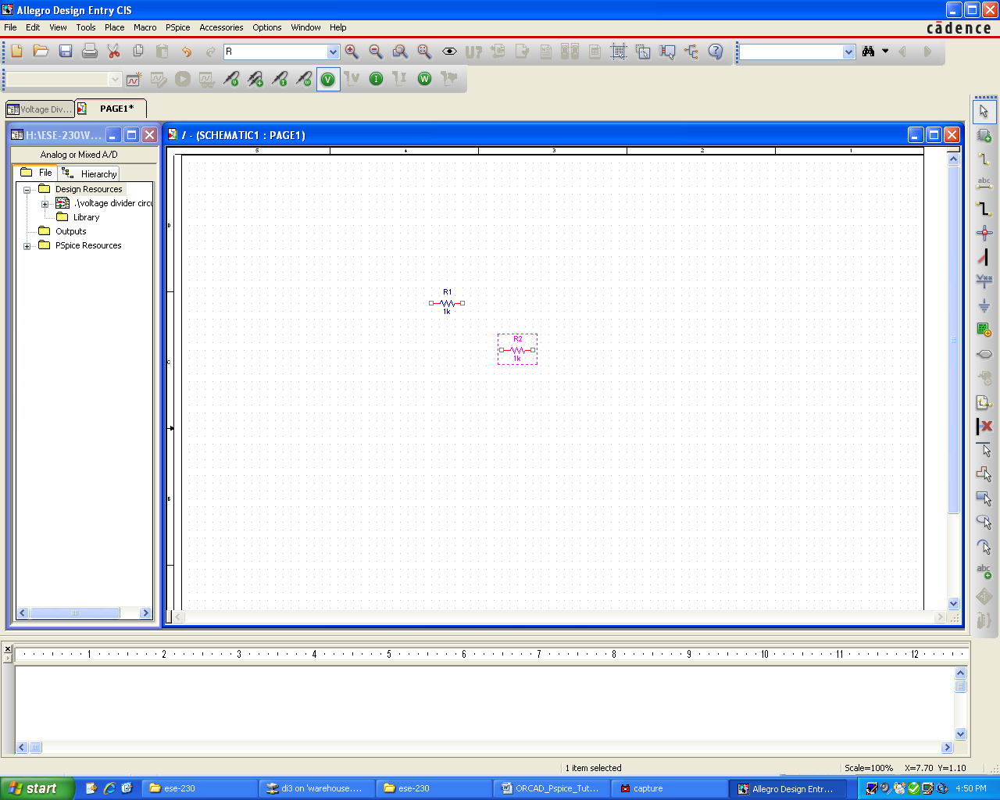 Allegro Design Entry CIS
File Edit View Tools Place Macro PSpice Accessories Options Window Help
cādence
R
U?
V V I I W
Voltage Div... PAGE1*
H:\ESE-230\V... / - (SCHEMATIC1 : PAGE1)
Analog or Mixed A/D
5 4 3 2 1
File Hierarchy
Design Resources
.\voltage divider circu
Library
Outputs
PSpice Resources
D
R1
1k
R2
1k
C
B
abc
abc
1 2 3 4 5 6 7 8 9 10 11 12
1 item selected Scale=100% X=7.70 Y=1.10
start ese-230 di3 on 'warehouse.... ese-230 ORCAD_Pspice_Tut... capture Allegro Design Entr... 4:50 PM